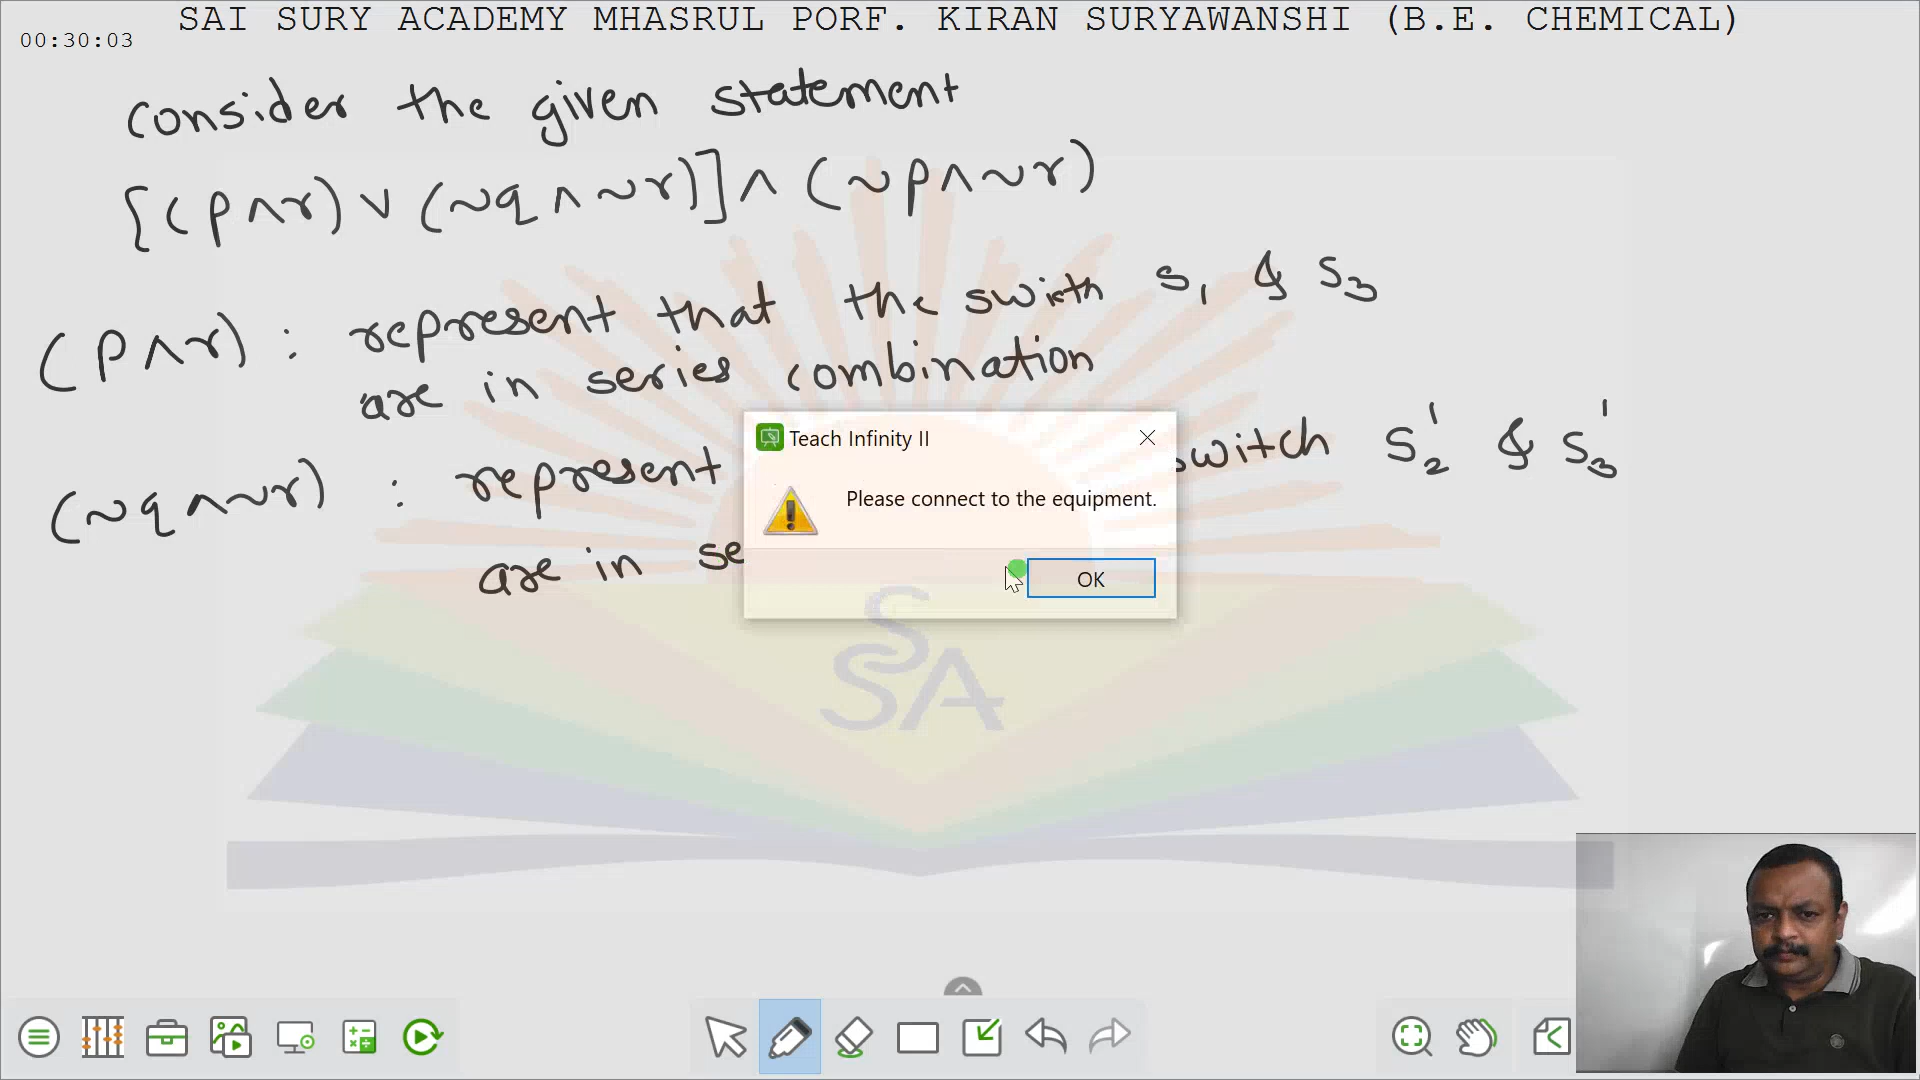 SAI SURY ACADEMY MHASRUL PORF. KIRAN SURYAWANSHI (B.E. CHEMICAL)
00:30:03
Consider the given statement
[(p∧r)∨(~q∧~r)]∧(~p∧~r)
(p∧r) : represent that the swith S₁ & S₃
are in series combination
(~q∧~r) : represent switch S₂' & S₃'
are in se
Teach Infinity II
Please connect to the equipment.
OK
SSA